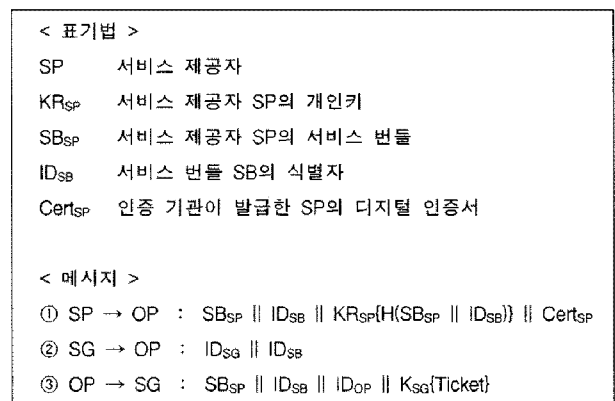 < 표기법 >
SP 서비스 제공자
KRSP 서비스 제공자 SP의 개인키
SBSP 서비스 제공자 SP의 서비스 번들
IDSB 서비스 번들 SB의 식별자
CertSP 인증 기관이 발급한 SP의 디지털 인증서
< 메시지 >
① SP → OP : SBSP || IDSB || KRSP{H(SBSP || IDSB)} || CertSP
② SG → OP : IDSG || IDSB
③ OP → SG : SBSP || IDSB || IDOP || KSG{Ticket}